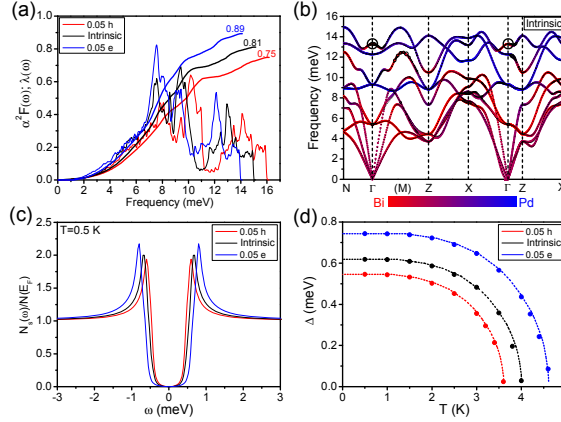 (a)
0.05 h
Intrinsic
0.05 e
0.89
0.81
0.75
α²F(ω); λ(ω)
0.8
0.6
0.4
0.2
0.0
0 2 4 6 8 10 12 14 16
Frequency (meV)
(b)
Intrinsic
Frequency (meV)
16
14
12
10
8
6
4
2
0
N Γ (M) Z X Γ Z X
Bi Pd
(c)
T=0.5 K
0.05 h
Intrinsic
0.05 e
Nₛ(ω)/N(E_F)
2.5
2.0
1.5
1.0
0.5
0.0
-3 -2 -1 0 1 2 3
ω (meV)
(d)
0.05 h
Intrinsic
0.05 e
Δ (meV)
0.8
0.6
0.4
0.2
0.0
0 1 2 3 4
T (K)